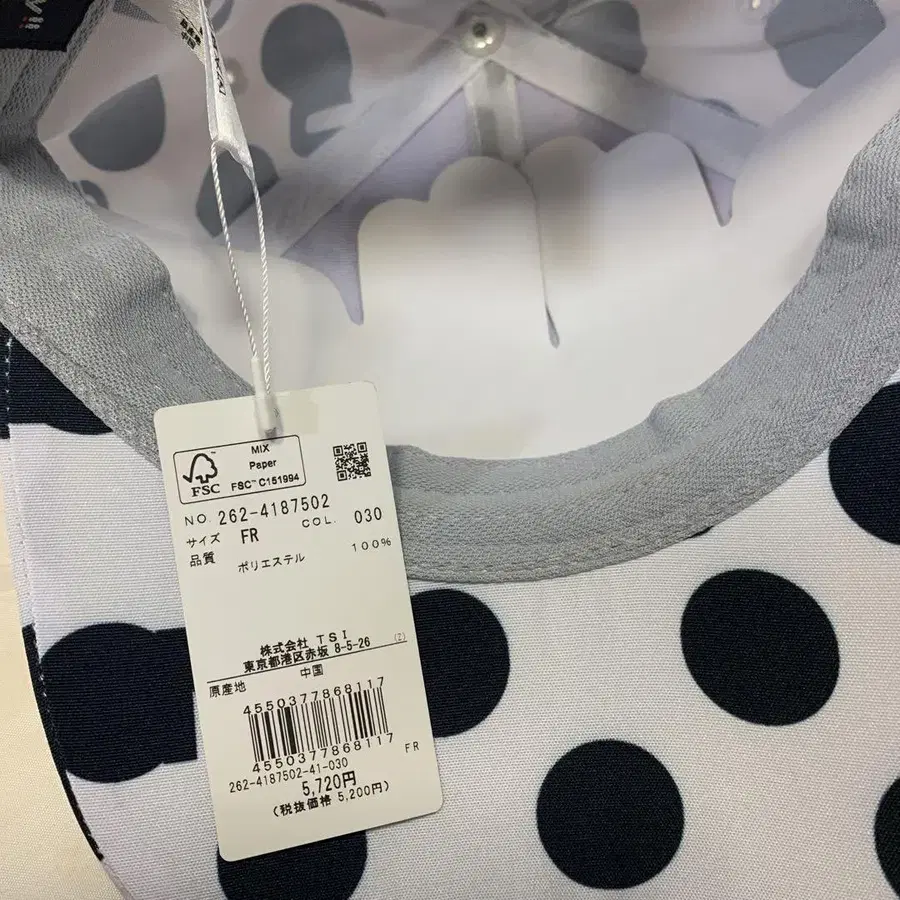 MIX
Paper
FSC
FSC™ C151994
NO. 262-4187502 COL. 030
サイズ FR
品質 ポリエステル 100%
株式会社 TSI
東京都港区赤坂 8-5-26 (Z)
原産地 中国
4550377868117
4550377868117
FR
262-4187502-41-030
5,720円
(税抜価格 5,200円)